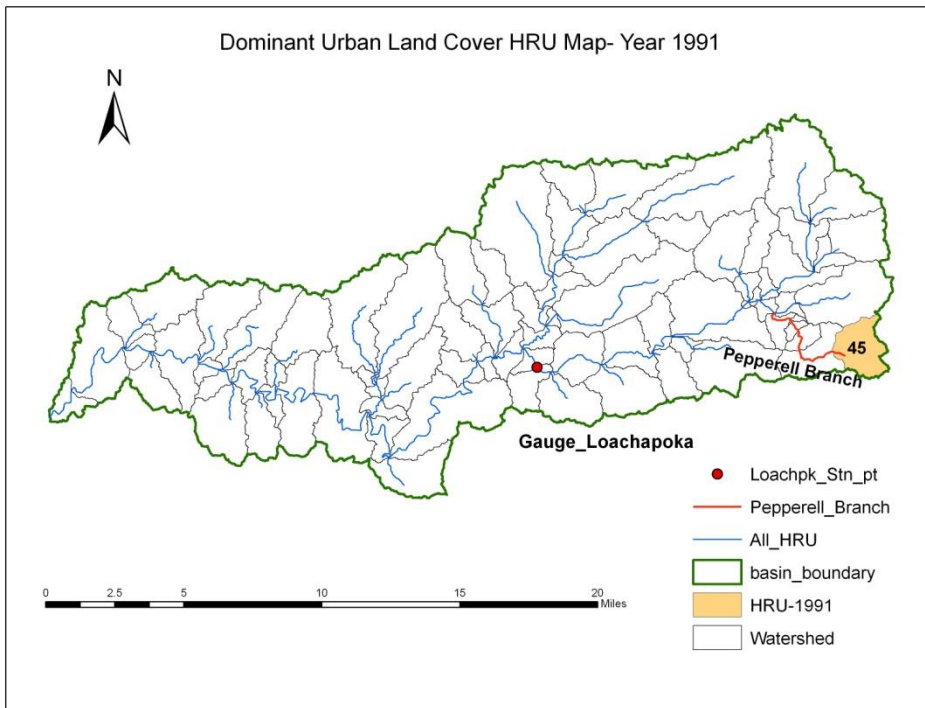 Dominant Urban Land Cover HRU Map- Year 1991
N
45
Pepperell Branch
Gauge_Loachapoka
Loachpk_Stn_pt
Pepperell_Branch
All_HRU
basin_boundary
HRU-1991
Watershed
0 2.5 5 10 15 20
Miles